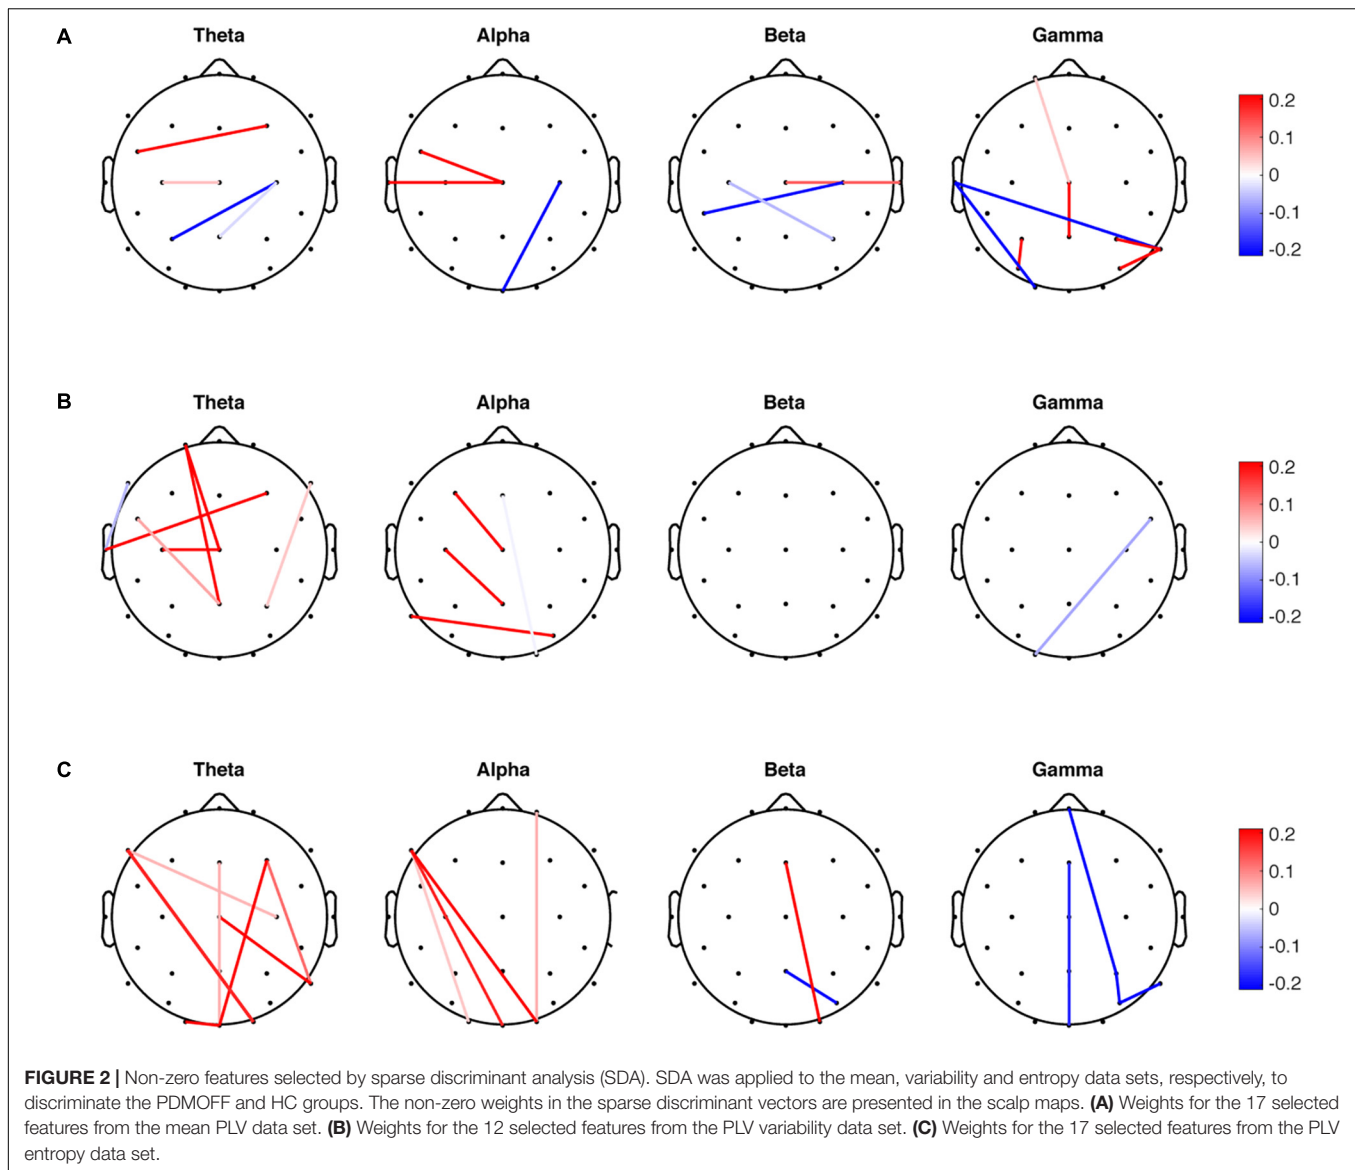 A
Theta Alpha Beta Gamma
0.2
0.1
0
-0.1
-0.2
B
Theta Alpha Beta Gamma
0.2
0.1
0
-0.1
-0.2
C
Theta Alpha Beta Gamma
0.2
0.1
0
-0.1
-0.2
FIGURE 2 | Non-zero features selected by sparse discriminant analysis (SDA). SDA was applied to the mean, variability and entropy data sets, respectively, to
discriminate the PDMOFF and HC groups. The non-zero weights in the sparse discriminant vectors are presented in the scalp maps. (A) Weights for the 17 selected
features from the mean PLV data set. (B) Weights for the 12 selected features from the PLV variability data set. (C) Weights for the 17 selected features from the PLV
entropy data set.